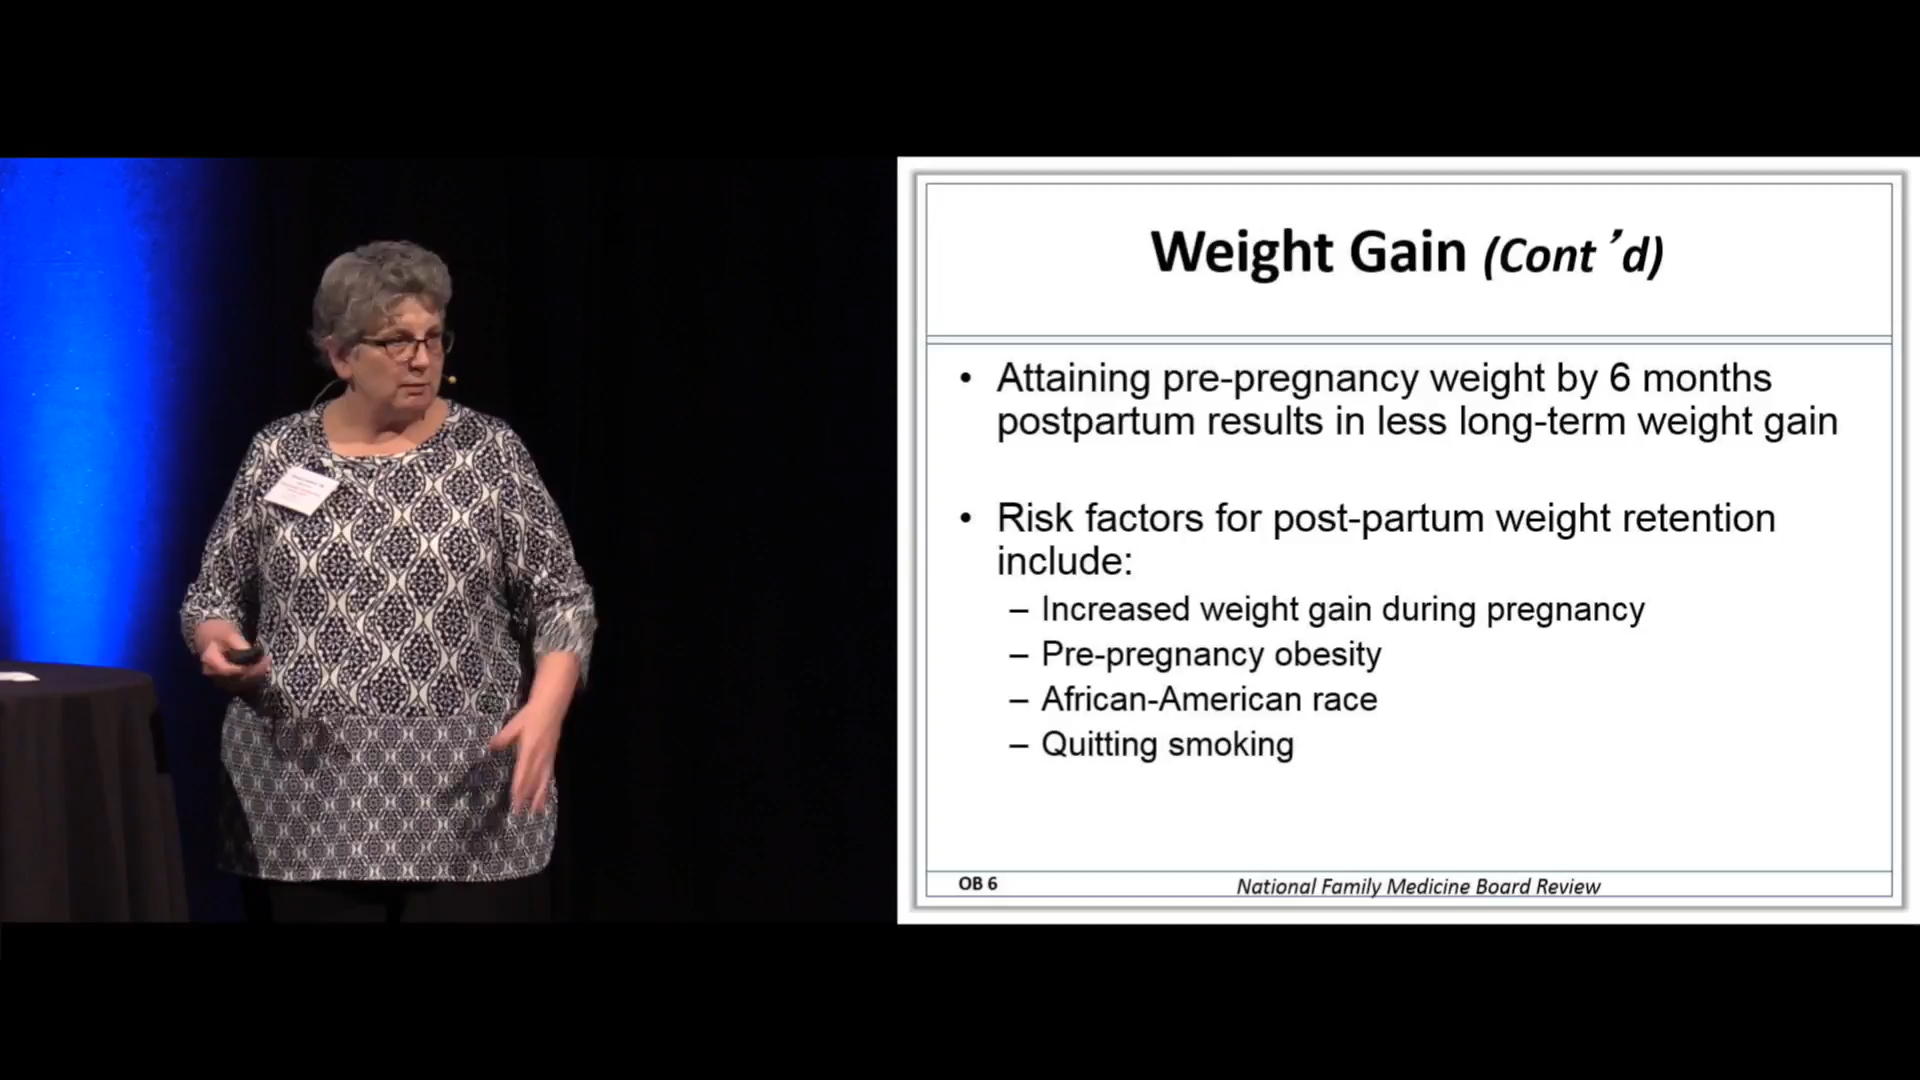 Weight Gain (Cont ’d)
• Attaining pre-pregnancy weight by 6 months
postpartum results in less long-term weight gain
• Risk factors for post-partum weight retention
include:
– Increased weight gain during pregnancy
– Pre-pregnancy obesity
– African-American race
– Quitting smoking
OB 6
National Family Medicine Board Review